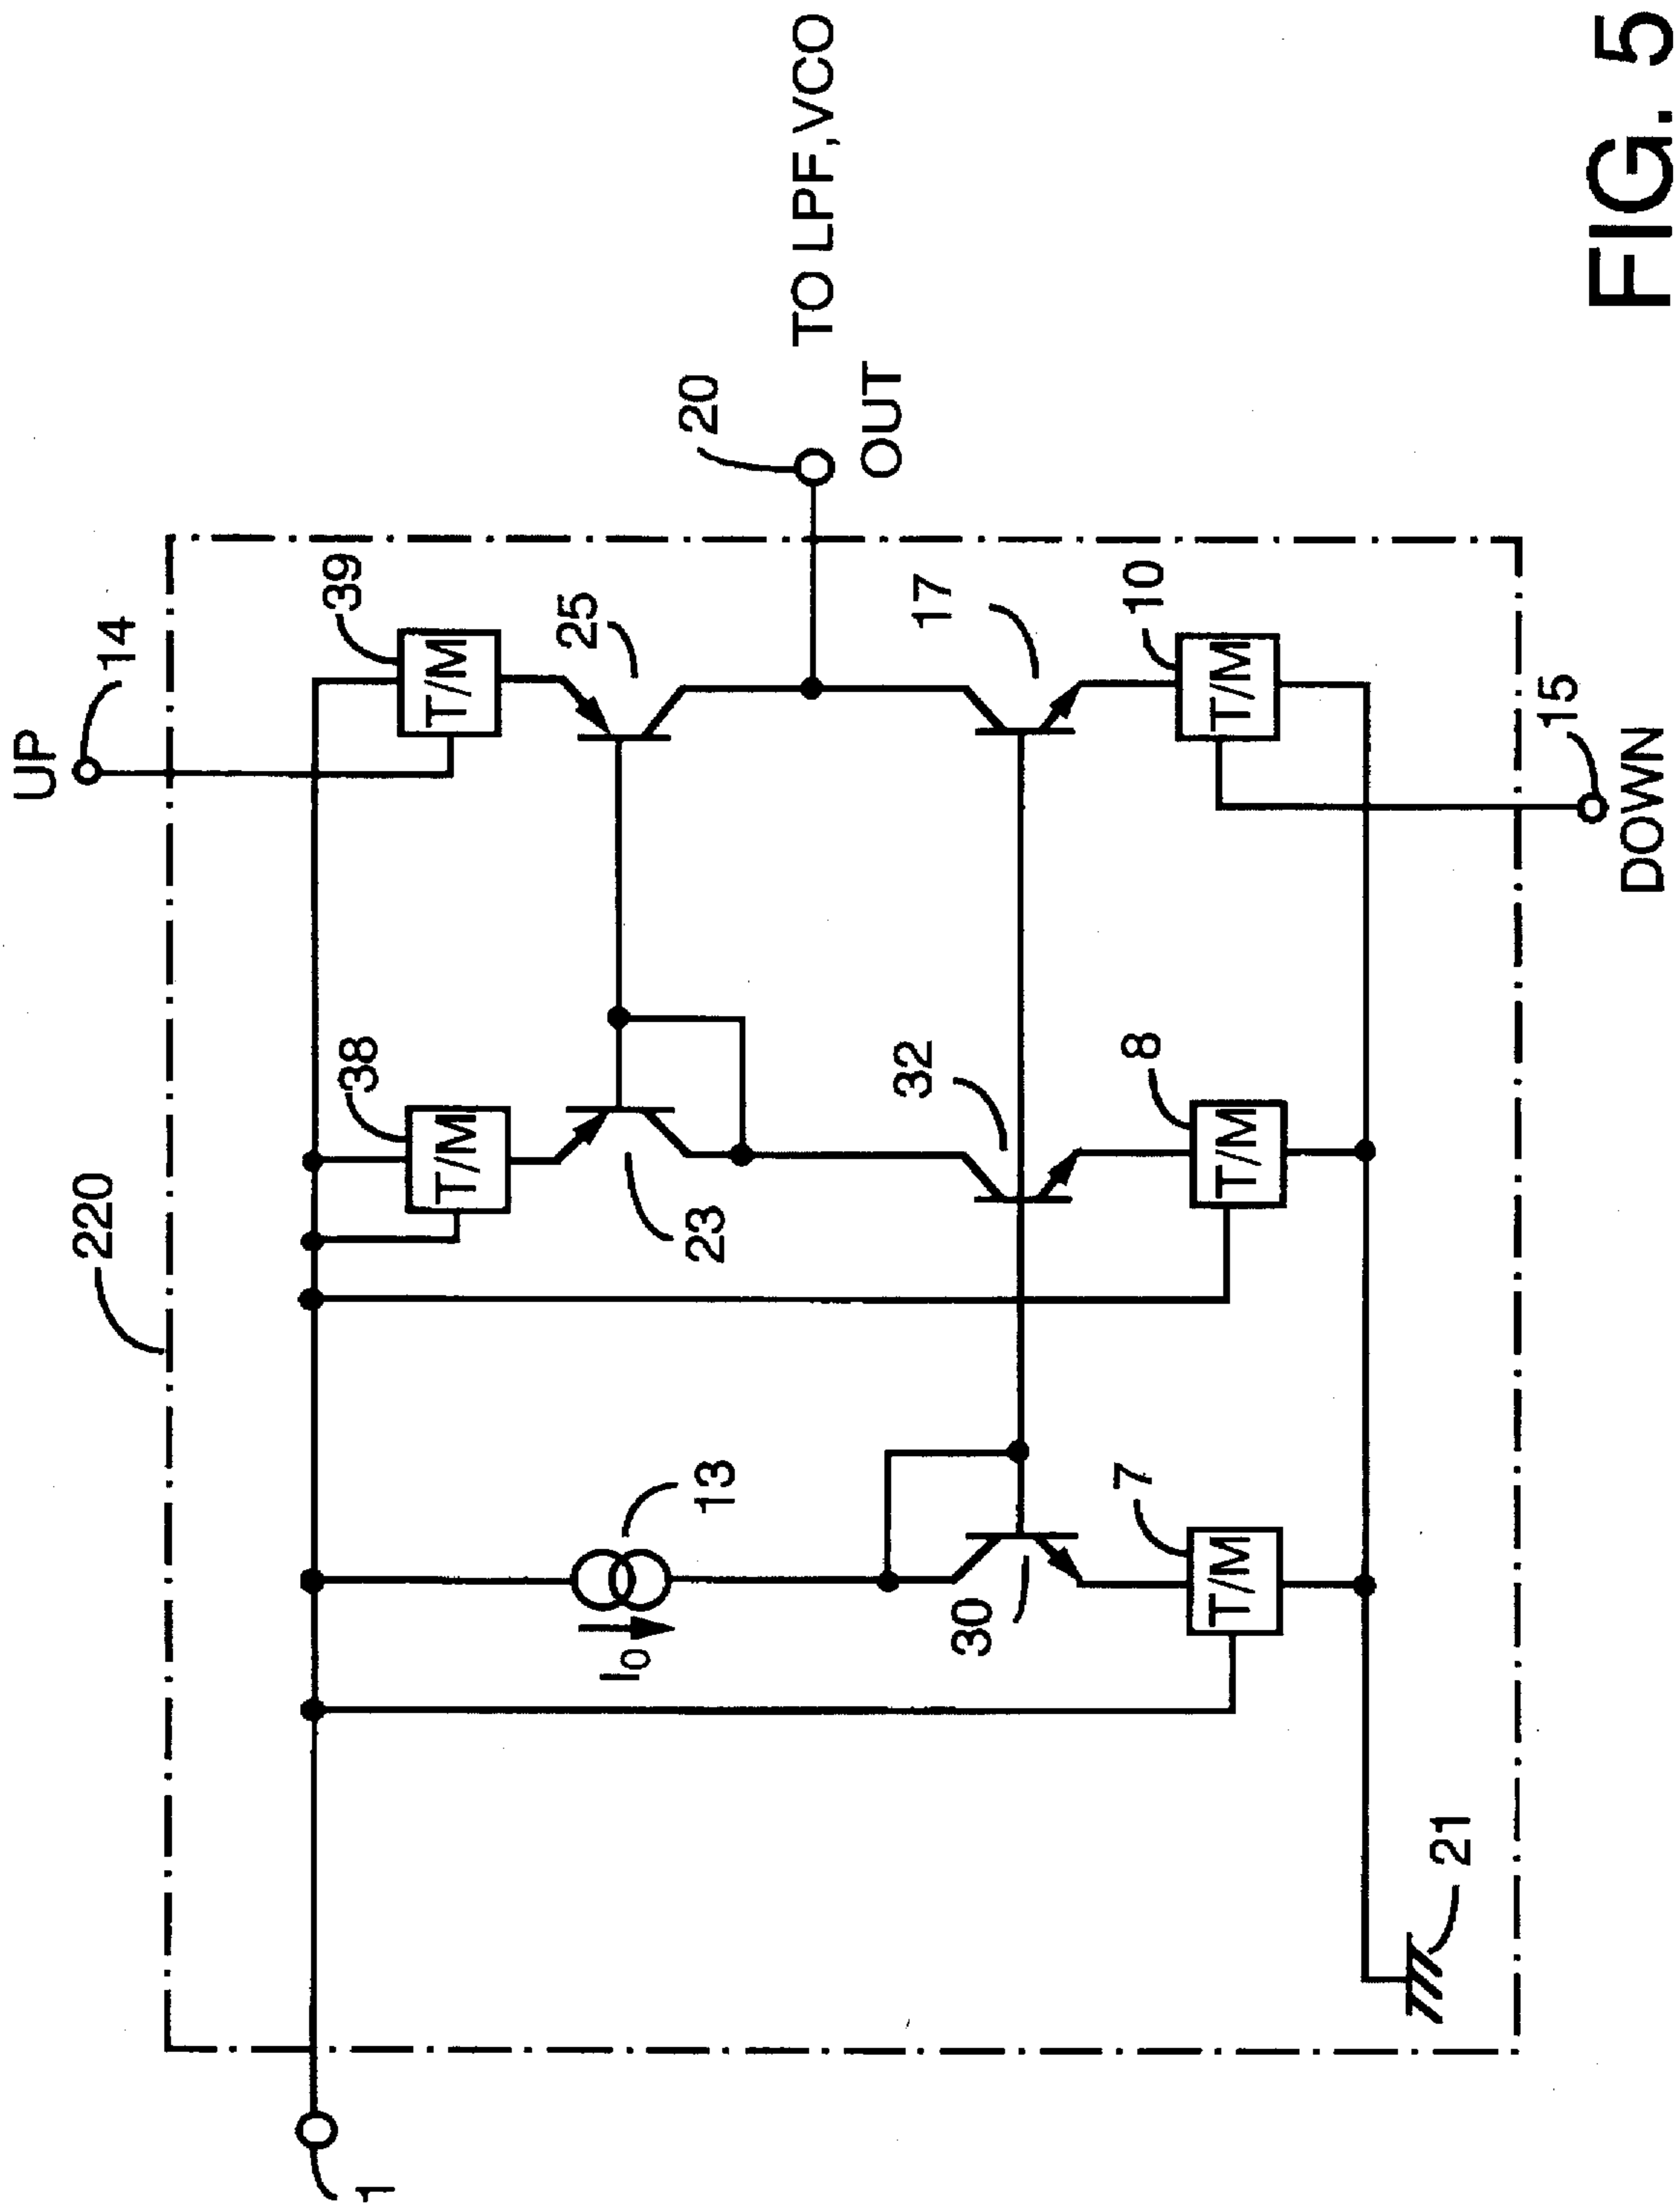 UP
14
220
38
39
T/M
T/M
25
23
13
I0
20
TO LPF, VCO
OUT
32
17
30
7
8
10
T/M
T/M
T/M
1
21
15
DOWN
FIG. 5